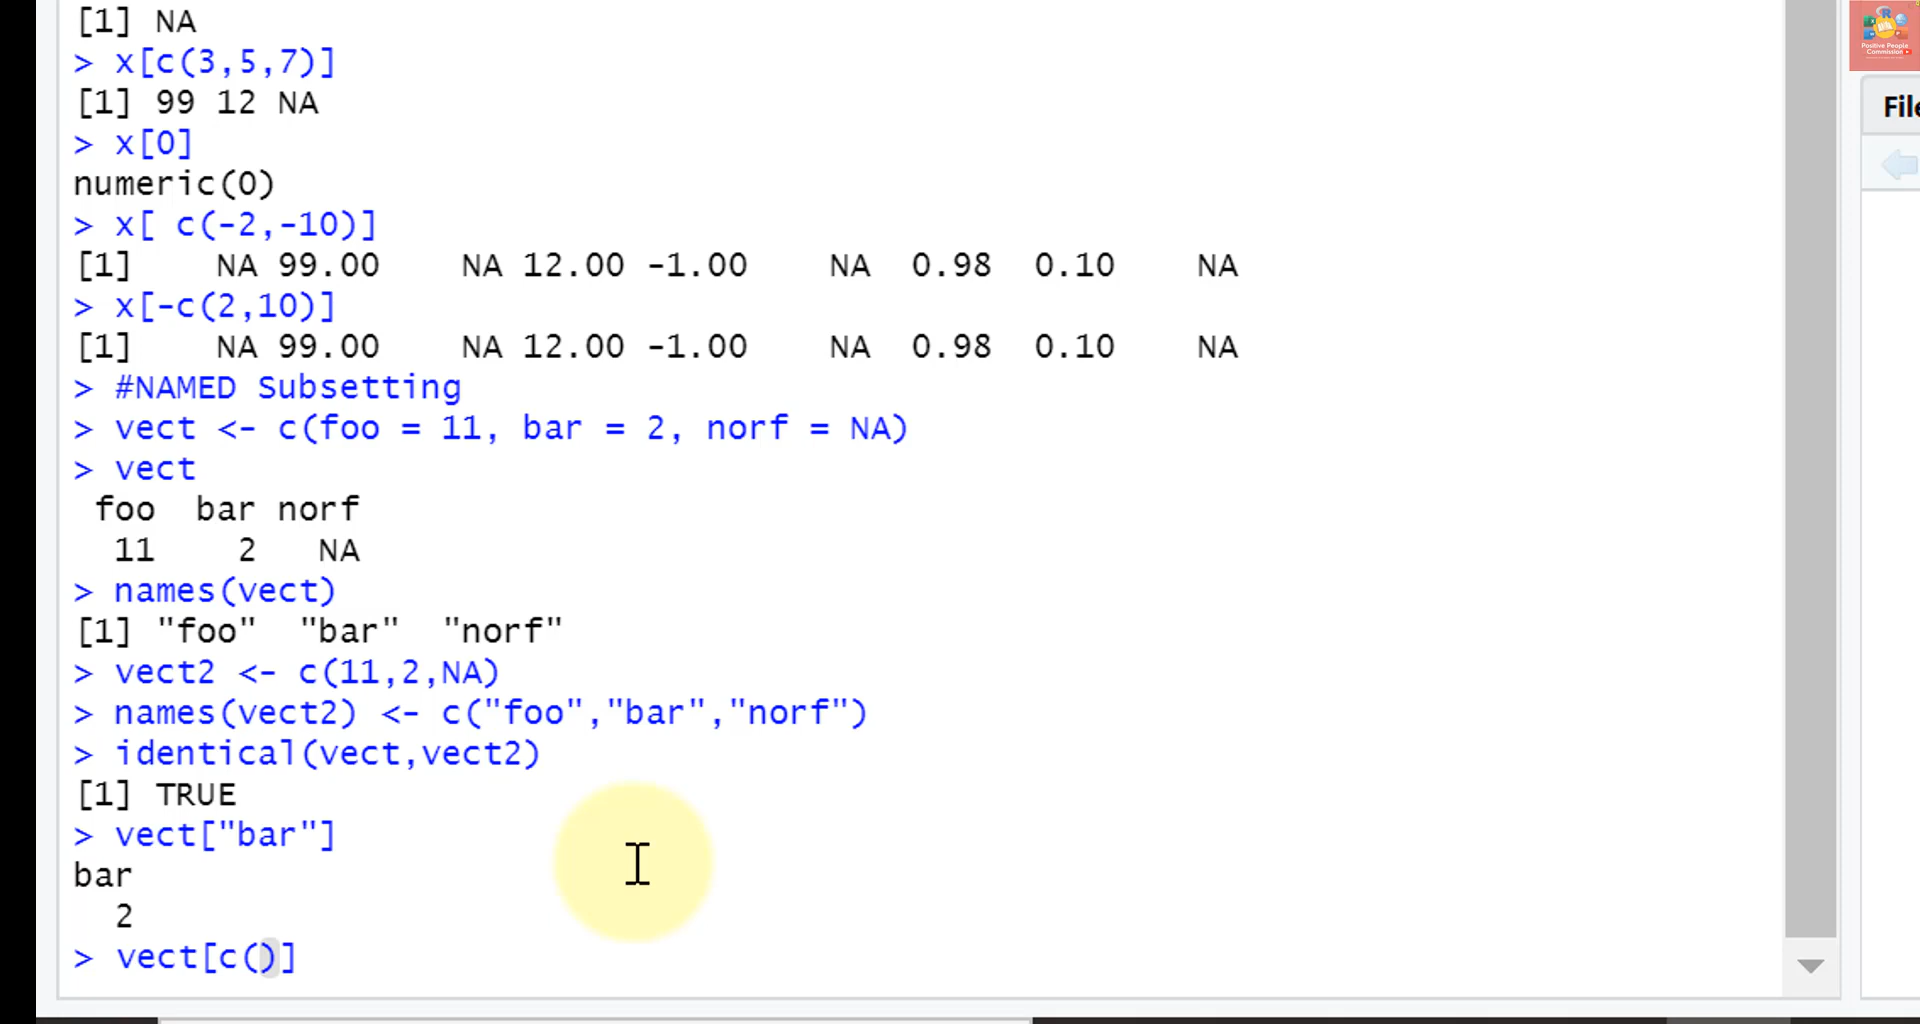 [1] NA
> x[c(3,5,7)]
[1] 99 12 NA
> x[0]
numeric(0)
> x[ c(-2,-10)]
[1]    NA 99.00    NA 12.00 -1.00    NA  0.98  0.10    NA
> x[-c(2,10)]
[1]    NA 99.00    NA 12.00 -1.00    NA  0.98  0.10    NA
> #NAMED Subsetting
> vect <- c(foo = 11, bar = 2, norf = NA)
> vect
 foo  bar norf
  11    2   NA
> names(vect)
[1] "foo"  "bar"  "norf"
> vect2 <- c(11,2,NA)
> names(vect2) <- c("foo","bar","norf")
> identical(vect,vect2)
[1] TRUE
> vect["bar"]
bar
  2
> vect[c()]
R
Positive People
Commission
File